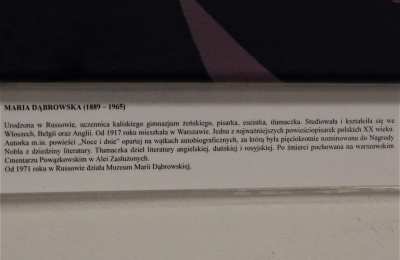 MARIA DĄBROWSKA (1889 – 1965)
Urodzona w Russowie, uczennica kaliskiego gimnazjum żeńskiego, pisarka, eseistka, tłumaczka. Studiowała i kształciła się we
Włoszech, Belgii oraz Anglii. Od 1917 roku mieszkała w Warszawie. Jedna z najważniejszych powieściopisarek polskich XX wieku.
Autorka m.in. powieści „Noce i dnie” opartej na wątkach autobiograficznych, za którą była pięciokrotnie nominowana do Nagrody
Nobla z dziedziny literatury. Tłumaczka dzieł literatury angielskiej, duńskiej i rosyjskiej. Po śmierci pochowana na warszawskim
Cmentarzu Powązkowskim w Alei Zasłużonych.
Od 1971 roku w Russowie działa Muzeum Marii Dąbrowskiej.